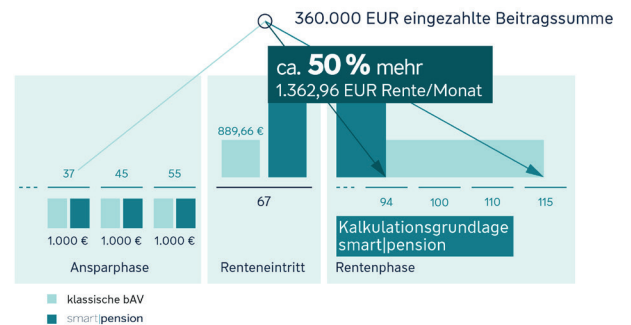 360.000 EUR eingezahlte Beitragssumme
ca. 50 % mehr
1.362,96 EUR Rente/Monat
889,66 €
37 45 55
67
94 100 110 115
1.000 € 1.000 € 1.000 €
Kalkulationsgrundlage
smart|pension
Ansparphase
Renteneintritt
Rentenphase
klassische bAV
smart|pension